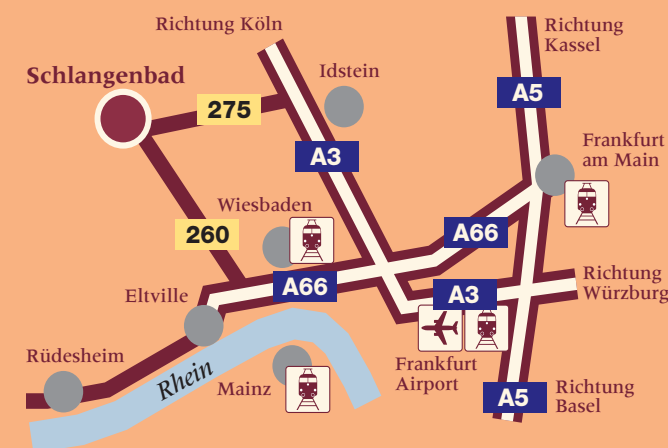 Richtung Köln
Richtung
Kassel
Schlangenbad
Idstein
A5
275
A3
Frankfurt
am Main
Wiesbaden
260
A66
A66
Eltville
A3
Richtung
Würzburg
Rüdesheim
Rhein
Mainz
Frankfurt
Airport
A5
Richtung
Basel